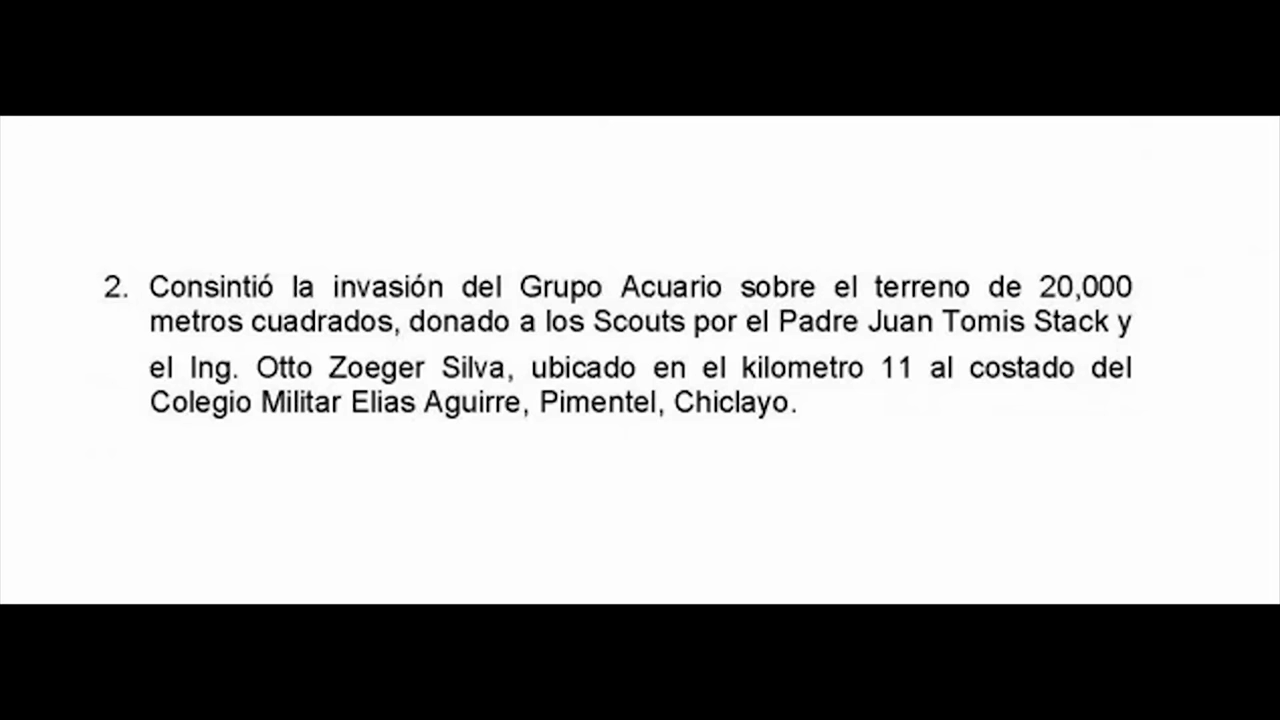 2. Consintió la invasión del Grupo Acuario sobre el terreno de 20,000
metros cuadrados, donado a los Scouts por el Padre Juan Tomis Stack y
el Ing. Otto Zoeger Silva, ubicado en el kilometro 11 al costado del
Colegio Militar Elias Aguirre, Pimentel, Chiclayo.